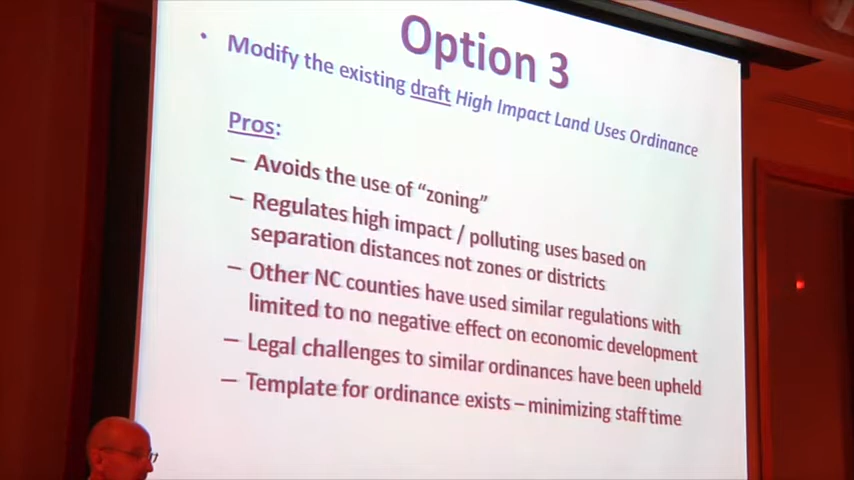 Option 3
• Modify the existing draft High Impact Land Uses Ordinance
Pros:
– Avoids the use of “zoning”
– Regulates high impact / polluting uses based on
separation distances not zones or districts
– Other NC counties have used similar regulations with
limited to no negative effect on economic development
– Legal challenges to similar ordinances have been upheld
– Template for ordinance exists – minimizing staff time